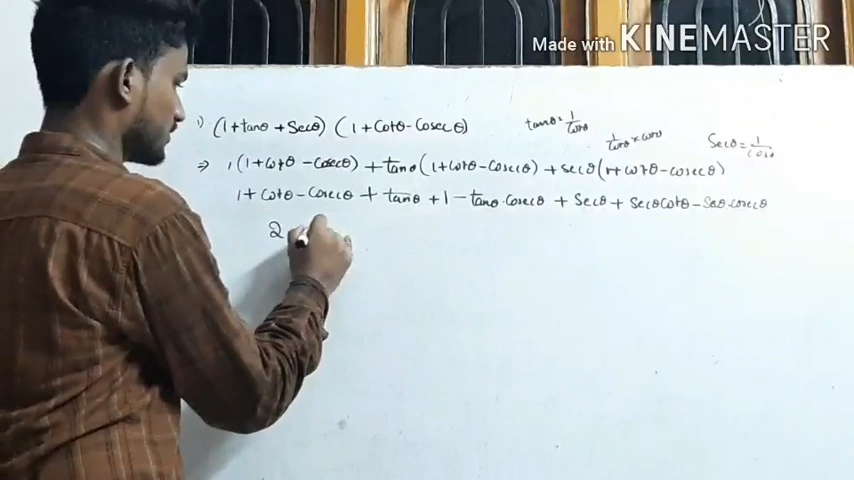 Made with KINEMASTER
1) (1+tanθ+Secθ) (1+Cotθ-Cosecθ) tanθ=1/Cotθ 1/Cotθ×Cotθ Secθ=1/Cosθ
⇒ 1(1+Cotθ-Cosecθ)+tanθ(1+Cotθ-Cosecθ)+Secθ(1+Cotθ-Cosecθ)
1+Cotθ-Cosecθ+tanθ+1-tanθ.Cosecθ+Secθ+SecθCotθ-Secθ.Cosecθ
2